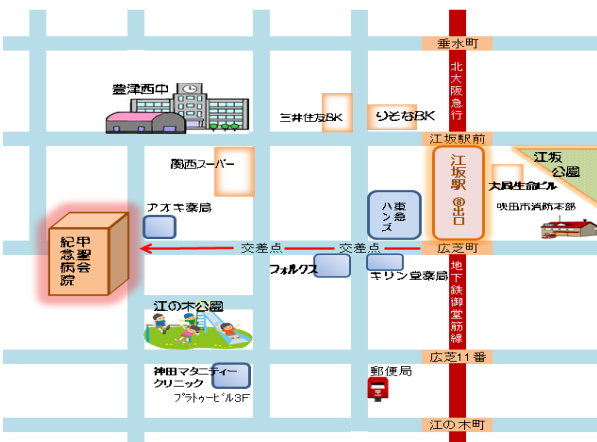 垂水町
北大阪急行
豊津西中
三井住友BK
りそなBK
江坂駅前
関西スーパー
江坂駅
⑧出口
江坂
公園
大同生命ビル
吹田市消防本部
アオキ薬局
東急
ハンズ
甲聖会
紀念病院
交差点
交差点
広芝町
フォルクス
キリン堂薬局
地下鉄御堂筋線
江の木公園
広芝11番
神田マタニティー
クリニック
プラトゥービル3F
郵便局
江の木町